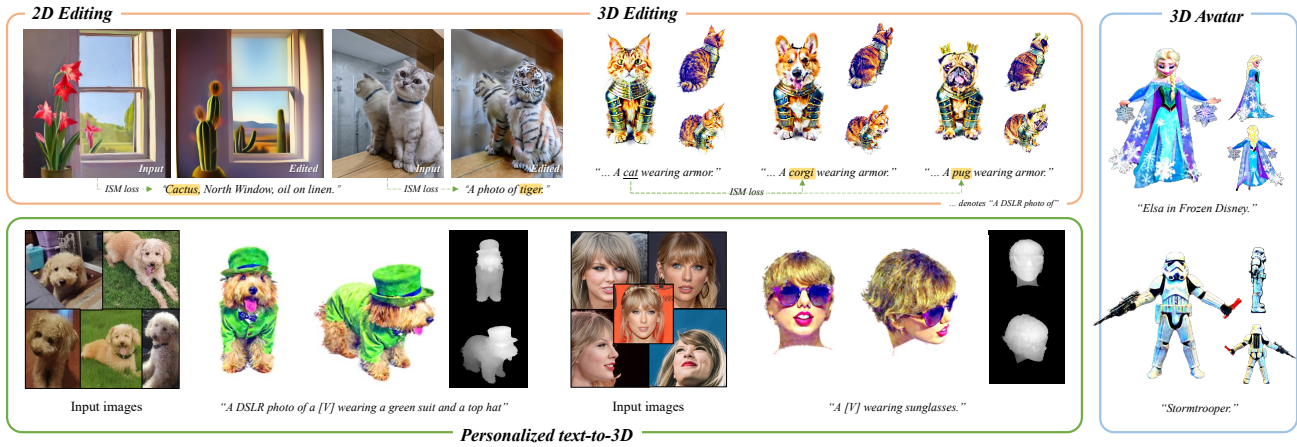 2D Editing
3D Editing
Input
Edited
Input
Edited
ISM loss
“Cactus, North Window, oil on linen.”
ISM loss
“A photo of tiger.”
“... A cat wearing armor.”
“... A corgi wearing armor.”
“... A pug wearing armor.”
ISM loss
... denotes “A DSLR photo of”
3D Avatar
“Elsa in Frozen Disney.”
“Stormtrooper.”
Input images
“A DSLR photo of a [V] wearing a green suit and a top hat”
Input images
“A [V] wearing sunglasses.”
Personalized text-to-3D